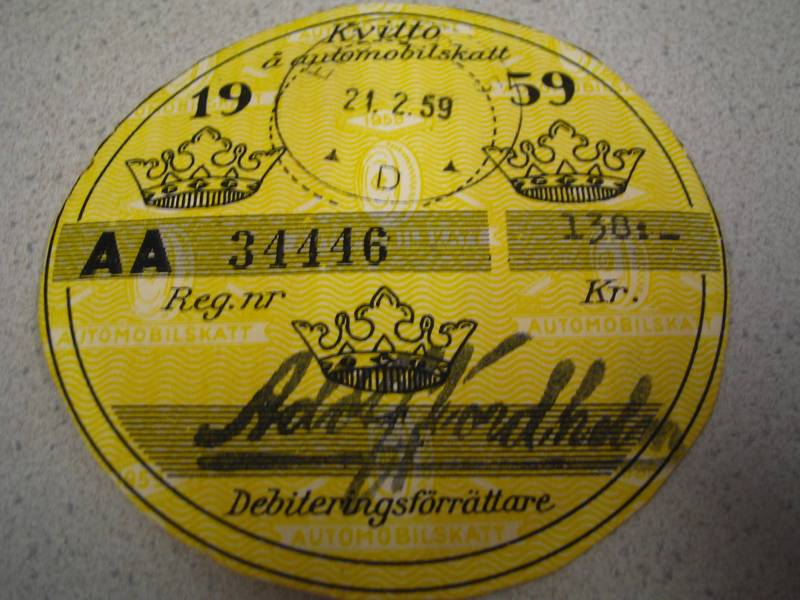 Kvitto
å automobilskatt
19 59
21. 2. 59
D
AA 34446 138:-
Reg.nr Kr.
AUTOMOBILSKATT AUTOMOBILSKATT
Debiteringsförrättare
AUTOMOBILSKATT